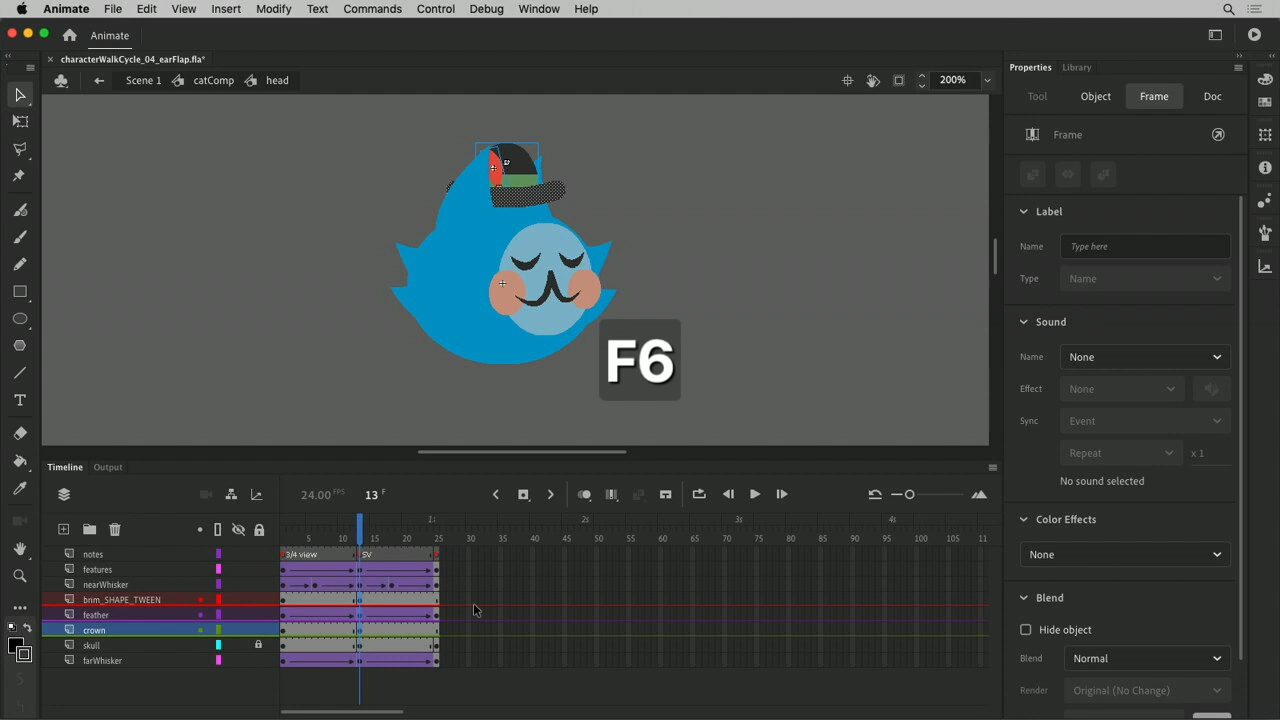 Animate File Edit View Insert Modify Text Commands Control Debug Window Help
Animate
× characterWalkCycle_04_earFlap.fla*
Scene 1 catComp head 200%
Properties Library
Tool Object Frame Doc
Frame
Label
Name Type here
Type Name
Sound
Name None
Effect None
Sync Event
Repeat x 1
No sound selected
Color Effects
None
Blend
Hide object
Blend Normal
Render Original (No Change)
F6
Timeline Output
24.00 FPS 13 F
1s 2s 3s 4s
5 10 15 20 25 30 35 40 45 50 55 60 65 70 75 80 85 90 95 100 105 11
notes 3/4 view SV
features
nearWhisker
brim_SHAPE_TWEEN
feather
crown
skull
farWhisker